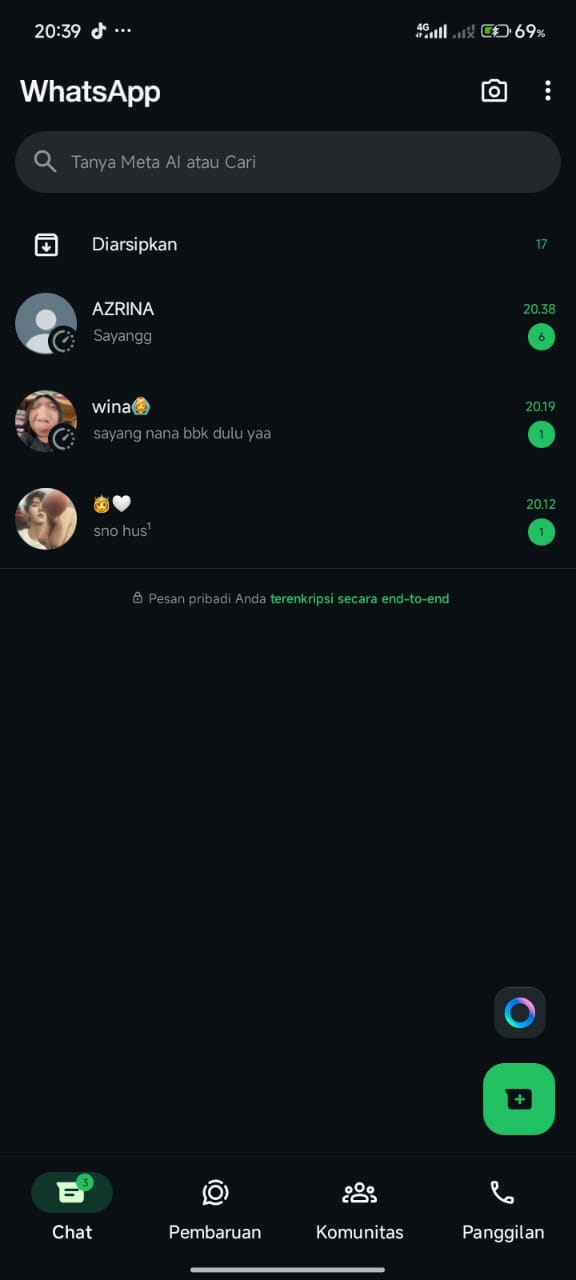 20:39 ... 4G 69%
WhatsApp
Tanya Meta AI atau Cari
Diarsipkan 17
AZRINA 20.38
Sayangg 6
wina👸 20.19
sayang nana bbk dulu yaa 1
👸🤍 20.12
sno hus¹ 1
Pesan pribadi Anda terenkripsi secara end-to-end
3
Chat Pembaruan Komunitas Panggilan